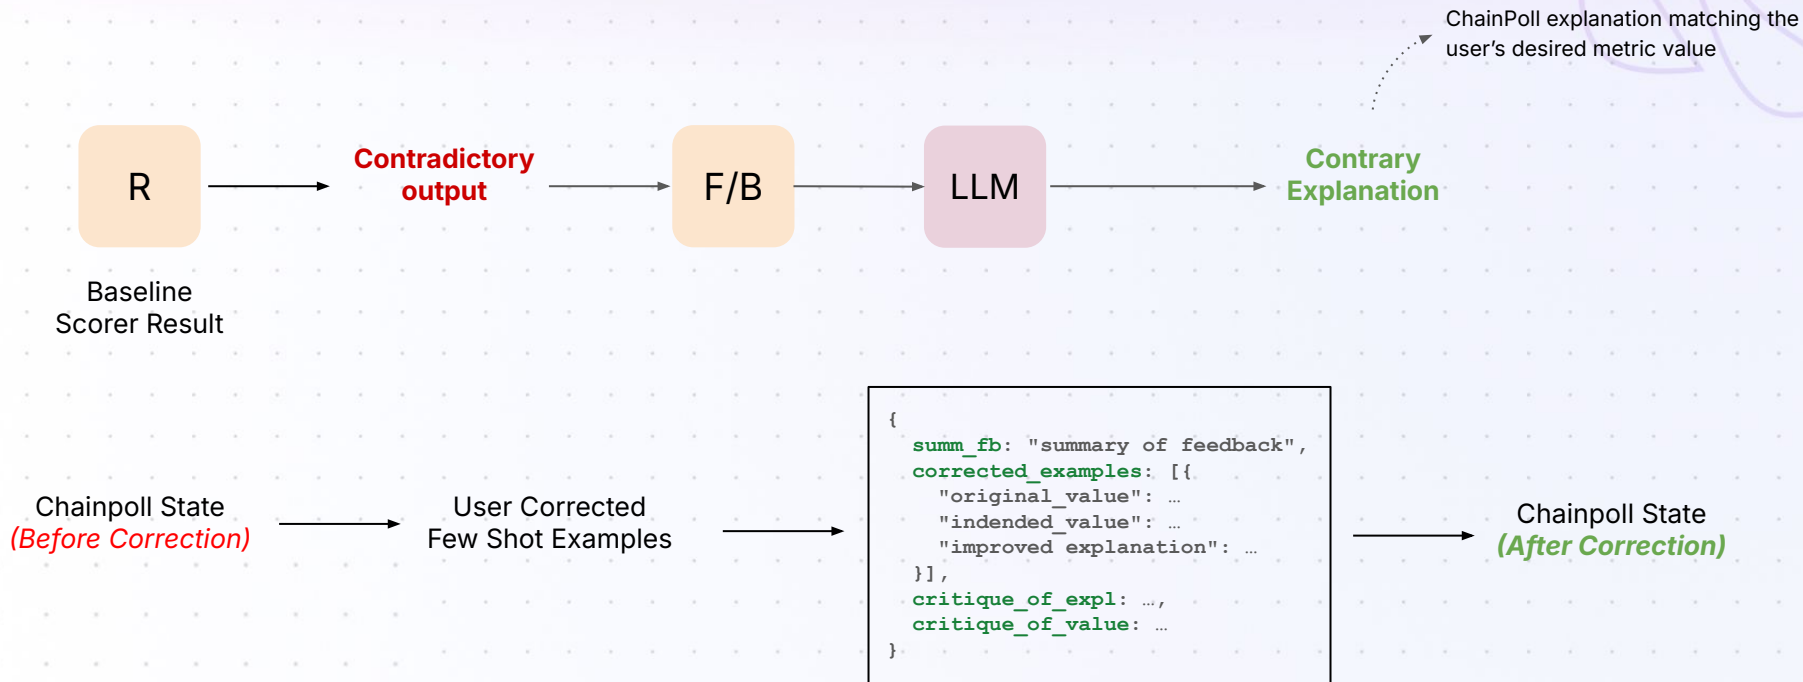 ChainPoll explanation matching the
user's desired metric value
R
Contradictory
output
F/B
LLM
Contrary
Explanation
Baseline
Scorer Result
Chainpoll State
(Before Correction)
User Corrected
Few Shot Examples
{
summ_fb: "summary of feedback",
corrected_examples: [{
"original_value": …
"indended_value": …
"improved explanation": …
}],
critique_of_expl: …,
critique_of_value: …
}
Chainpoll State
(After Correction)